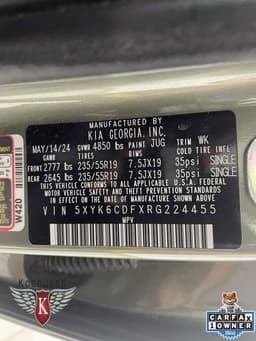 MFD BY
KIA GEORGIA, INC.
MAY/14/24 GVWR 4850 lbs PAINT JUG TRIM WK
GAWR TIRES RIMS COLD TIRE INF
FRONT 2777 lbs 235/55R19 7.5JX19 35psi SINGLE
REAR 2645 lbs 235/55R19 7.5JX19 35psi SINGLE
THIS VEHICLE CONFORMS TO ALL APPLICABLE FEDERAL
MOTOR VEHICLE SAFETY AND THEFT PREVENTION STANDARDS
IN EFFECT ON THE DATE OF MANUFACTURE SHOWN ABOVE
VIN 5XYK6CDFXRG224455
MPV
W420
K
CARFAX
1 OWNER